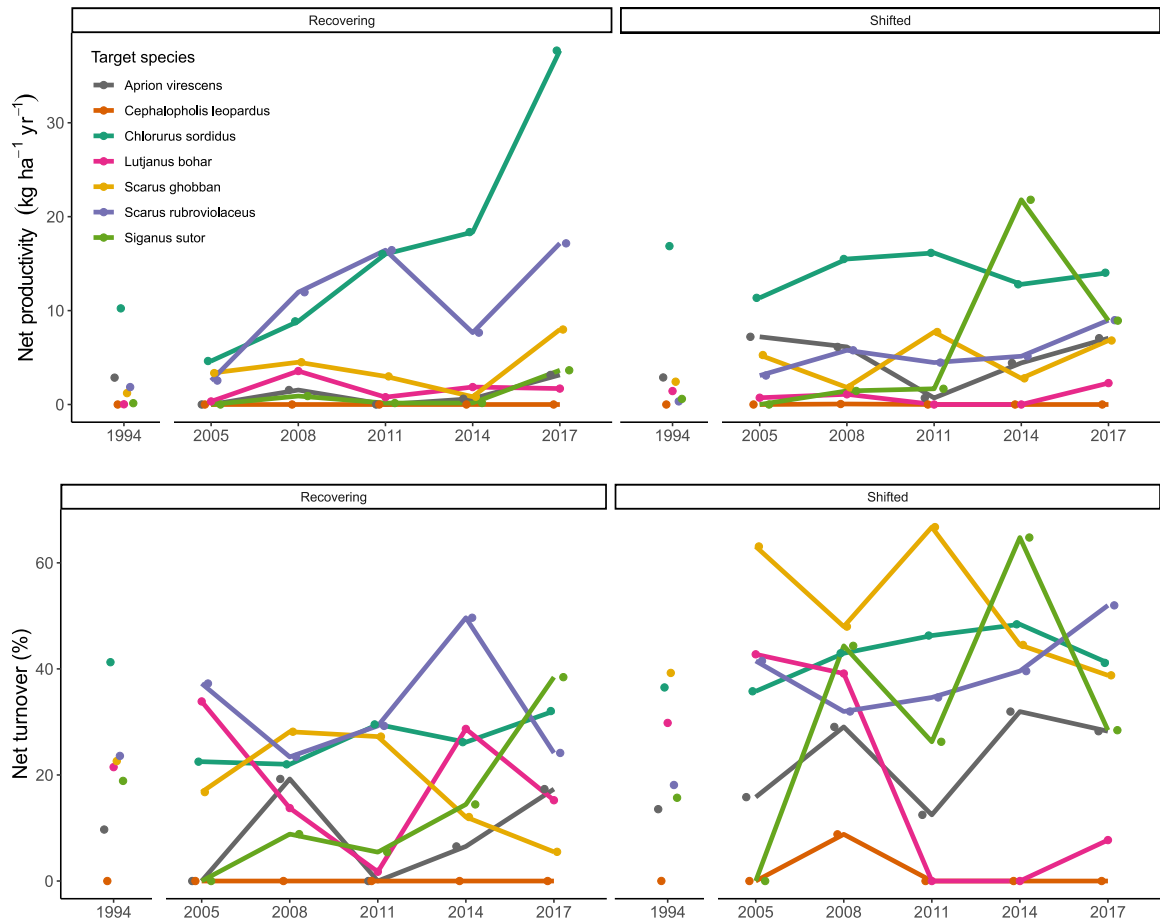 Recovering
Shifted
Net productivity (kg ha⁻¹ yr⁻¹)
30
20
10
0
Target species
Aprion virescens
Cephalopholis leopardus
Chlorurus sordidus
Lutjanus bohar
Scarus ghobban
Scarus rubroviolaceus
Siganus sutor
1994 2005 2008 2011 2014 2017
1994 2005 2008 2011 2014 2017
Recovering
Shifted
Net turnover (%)
60
40
20
0
1994 2005 2008 2011 2014 2017
1994 2005 2008 2011 2014 2017